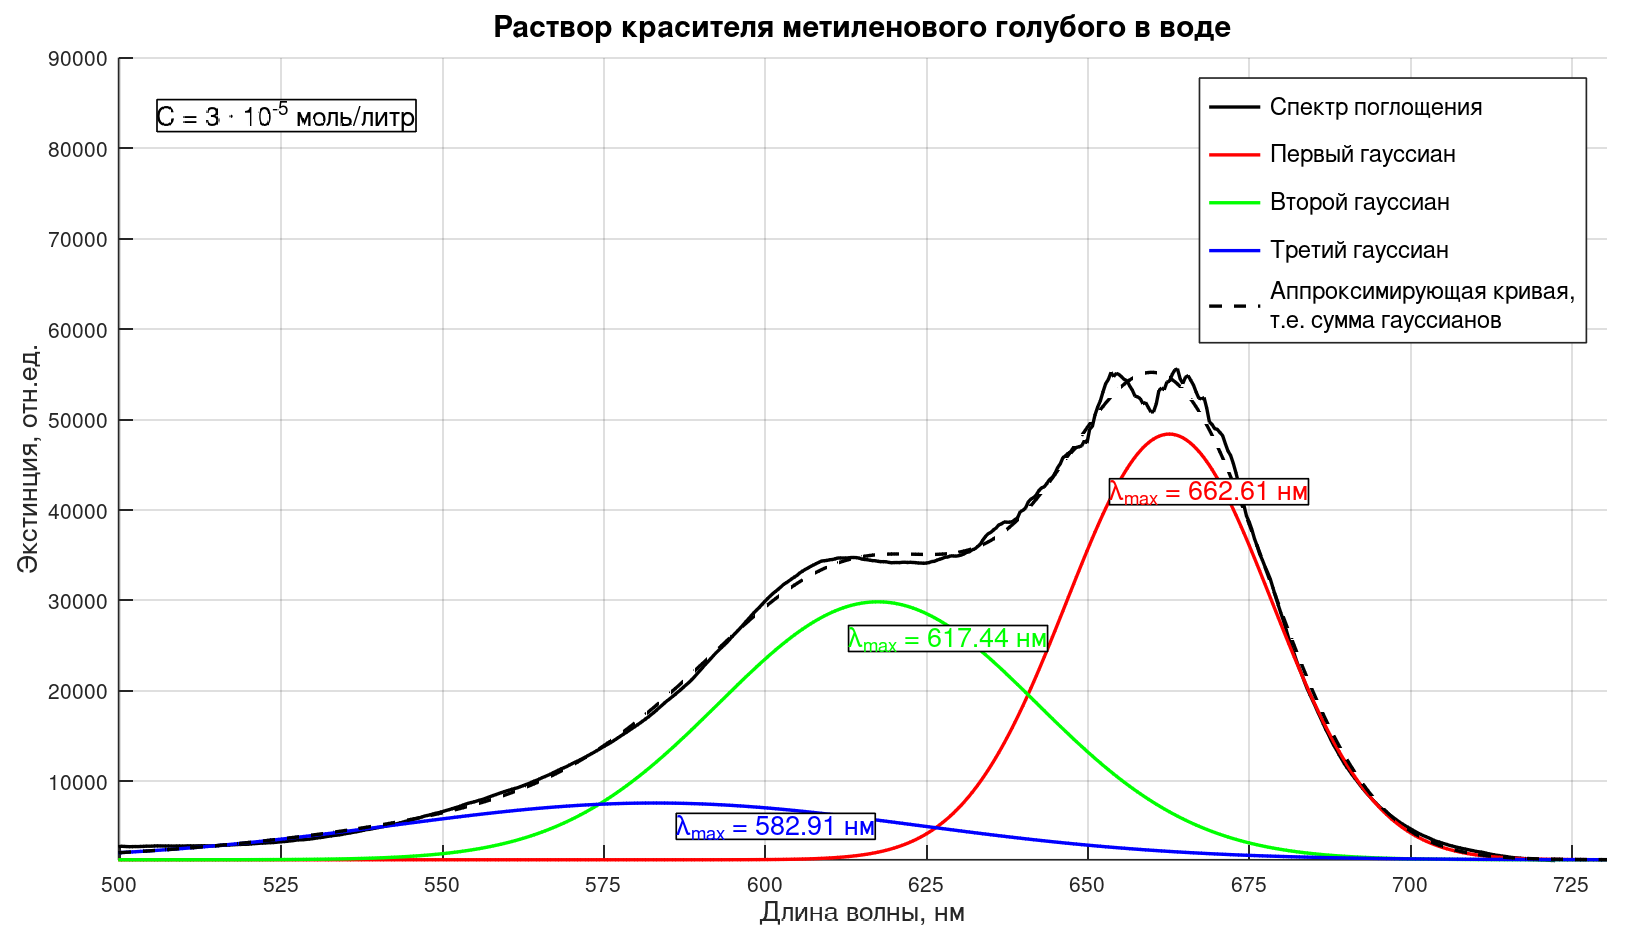 Раствор красителя метиленового голубого в воде
C = 3 · 10⁻⁵ моль/литр
Спектр поглощения
Первый гауссиан
Второй гауссиан
Третий гауссиан
Аппроксимирующая кривая,
т.е. сумма гауссианов
Экстинция, отн.ед.
90000
80000
70000
60000
50000
40000
30000
20000
10000
λmax = 662.61 нм
λmax = 617.44 нм
λmax = 582.91 нм
500 525 550 575 600 625 650 675 700 725
Длина волны, нм